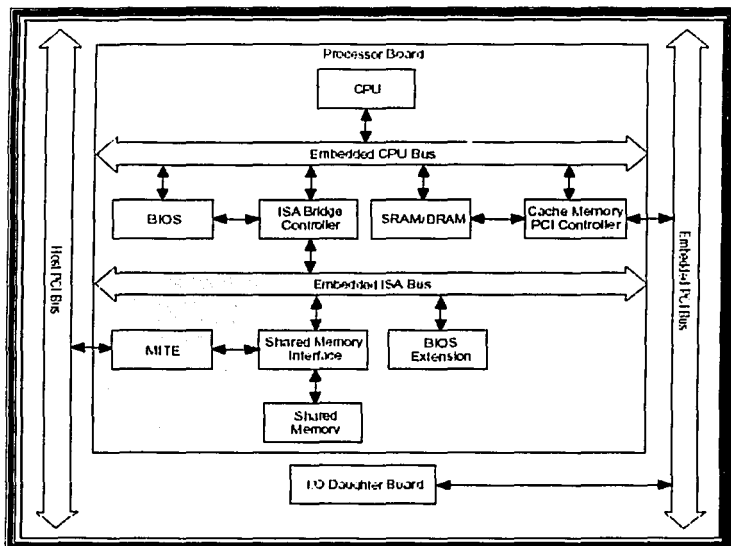 Processor Board
CPU
Embedded CPU Bus
BIOS
ISA Bridge
Controller
SRAM/DRAM
Cache Memory
PCI Controller
Host PCI Bus
Embedded PCI Bus
Embedded ISA Bus
MITE
Shared Memory
Interface
BIOS
Extension
Shared
Memory
I/O Daughter Board